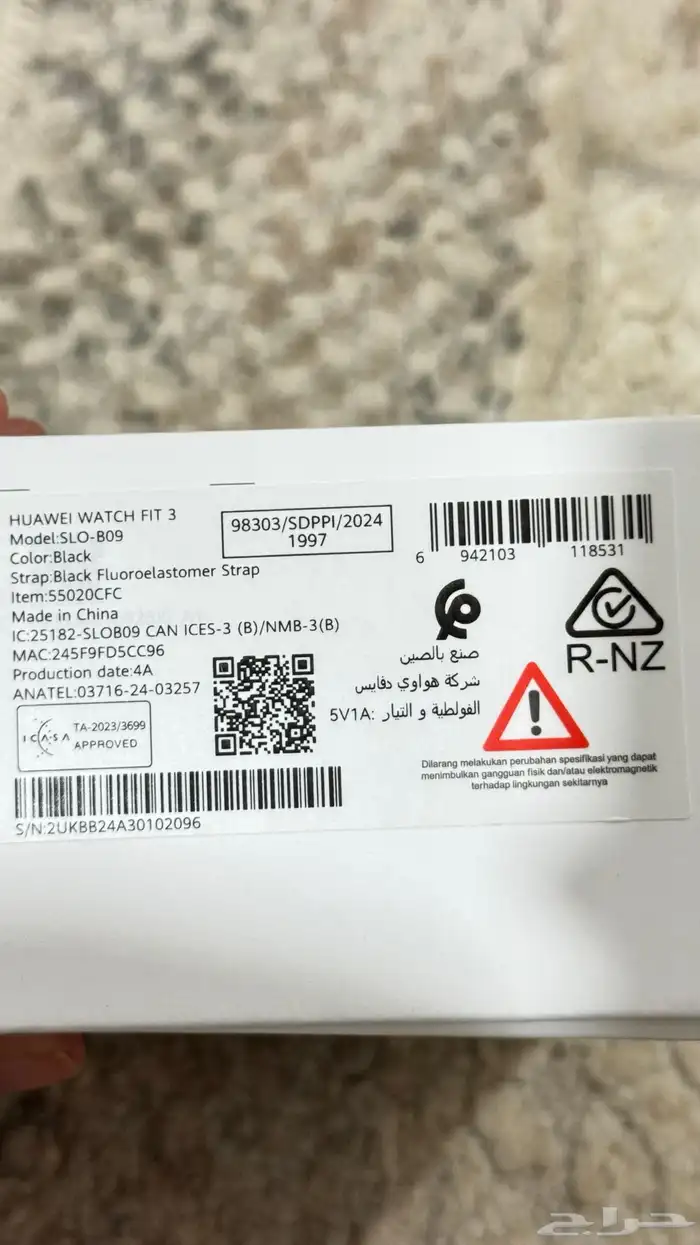 HUAWEI WATCH FIT 3
Model:SLO-B09
Color:Black
Strap:Black Fluoroelastomer Strap
Item:55020CFC
Made in China
IC:25182-SLOB09 CAN ICES-3 (B)/NMB-3(B)
MAC:245F9FD5CC96
Production date:4A
ANATEL:03716-24-03257
ICASA
TA-2023/3699
APPROVED
S/N:2UKBB24A30102096
98303/SDPPI/2024
1997
6 942103 118531
صنع بالصين
شركة هواوي دفايس
الفولطية و التيار :5V1A
R-NZ
Dilarang melakukan perubahan spesifikasi yang dapat
menimbulkan gangguan fisik dan/atau elektromagnetik
terhadap lingkungan sekitarnya
حراج